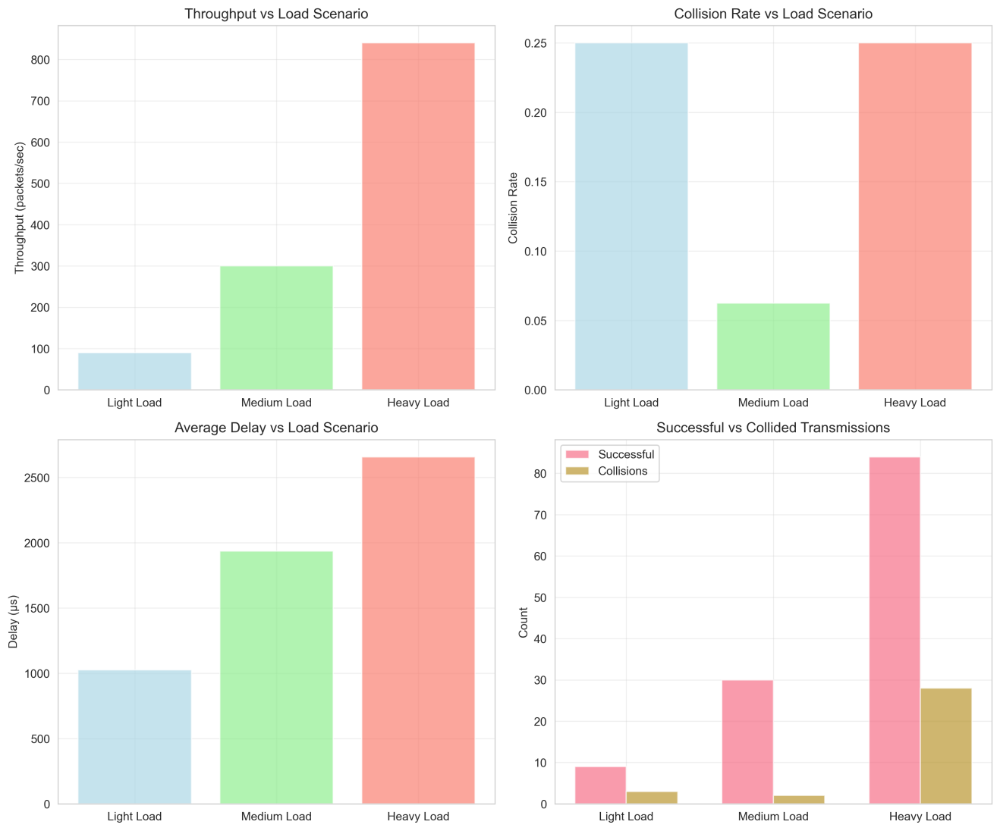 Throughput vs Load Scenario
Throughput (packets/sec)
800
700
600
500
400
300
200
100
0
Light Load Medium Load Heavy Load
Collision Rate vs Load Scenario
Collision Rate
0.25
0.20
0.15
0.10
0.05
0.00
Light Load Medium Load Heavy Load
Average Delay vs Load Scenario
Delay (μs)
2500
2000
1500
1000
500
0
Light Load Medium Load Heavy Load
Successful vs Collided Transmissions
Successful
Collisions
Count
80
70
60
50
40
30
20
10
0
Light Load Medium Load Heavy Load